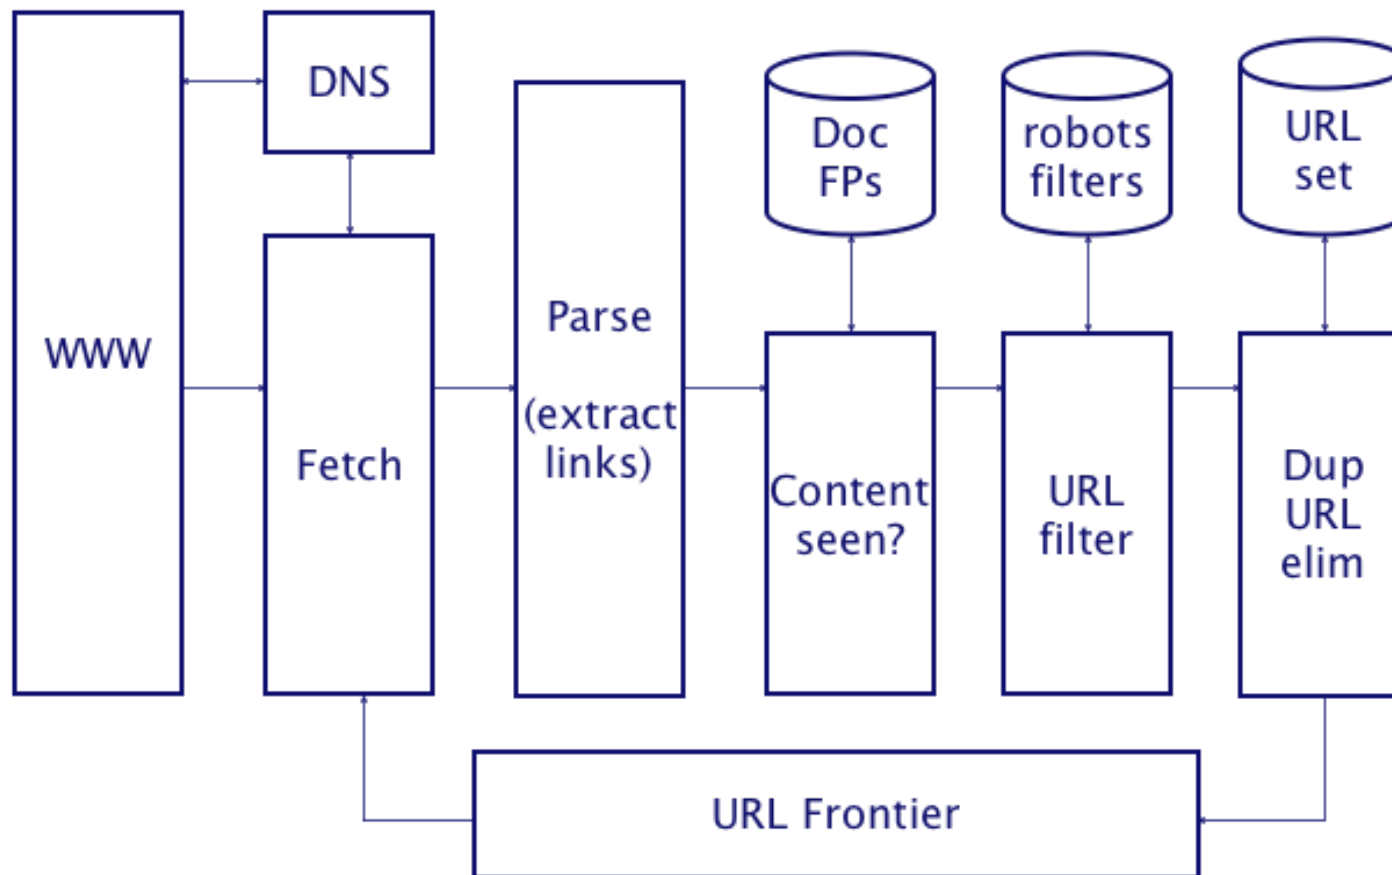 DNS
WWW
Fetch
Parse
(extract
links)
Doc
FPs
Content
seen?
robots
filters
URL
filter
URL
set
Dup
URL
elim
URL Frontier